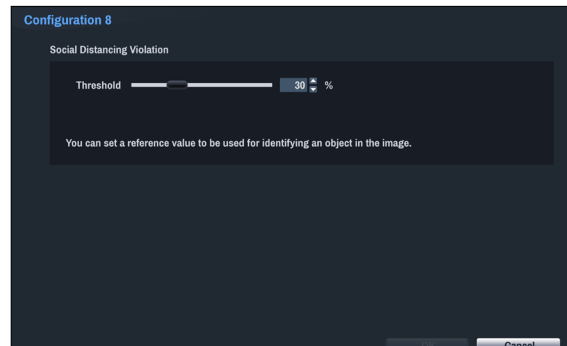 Configuration 8
Social Distancing Violation
Threshold 30 %
You can set a reference value to be used for identifying an object in the image.
Cancel